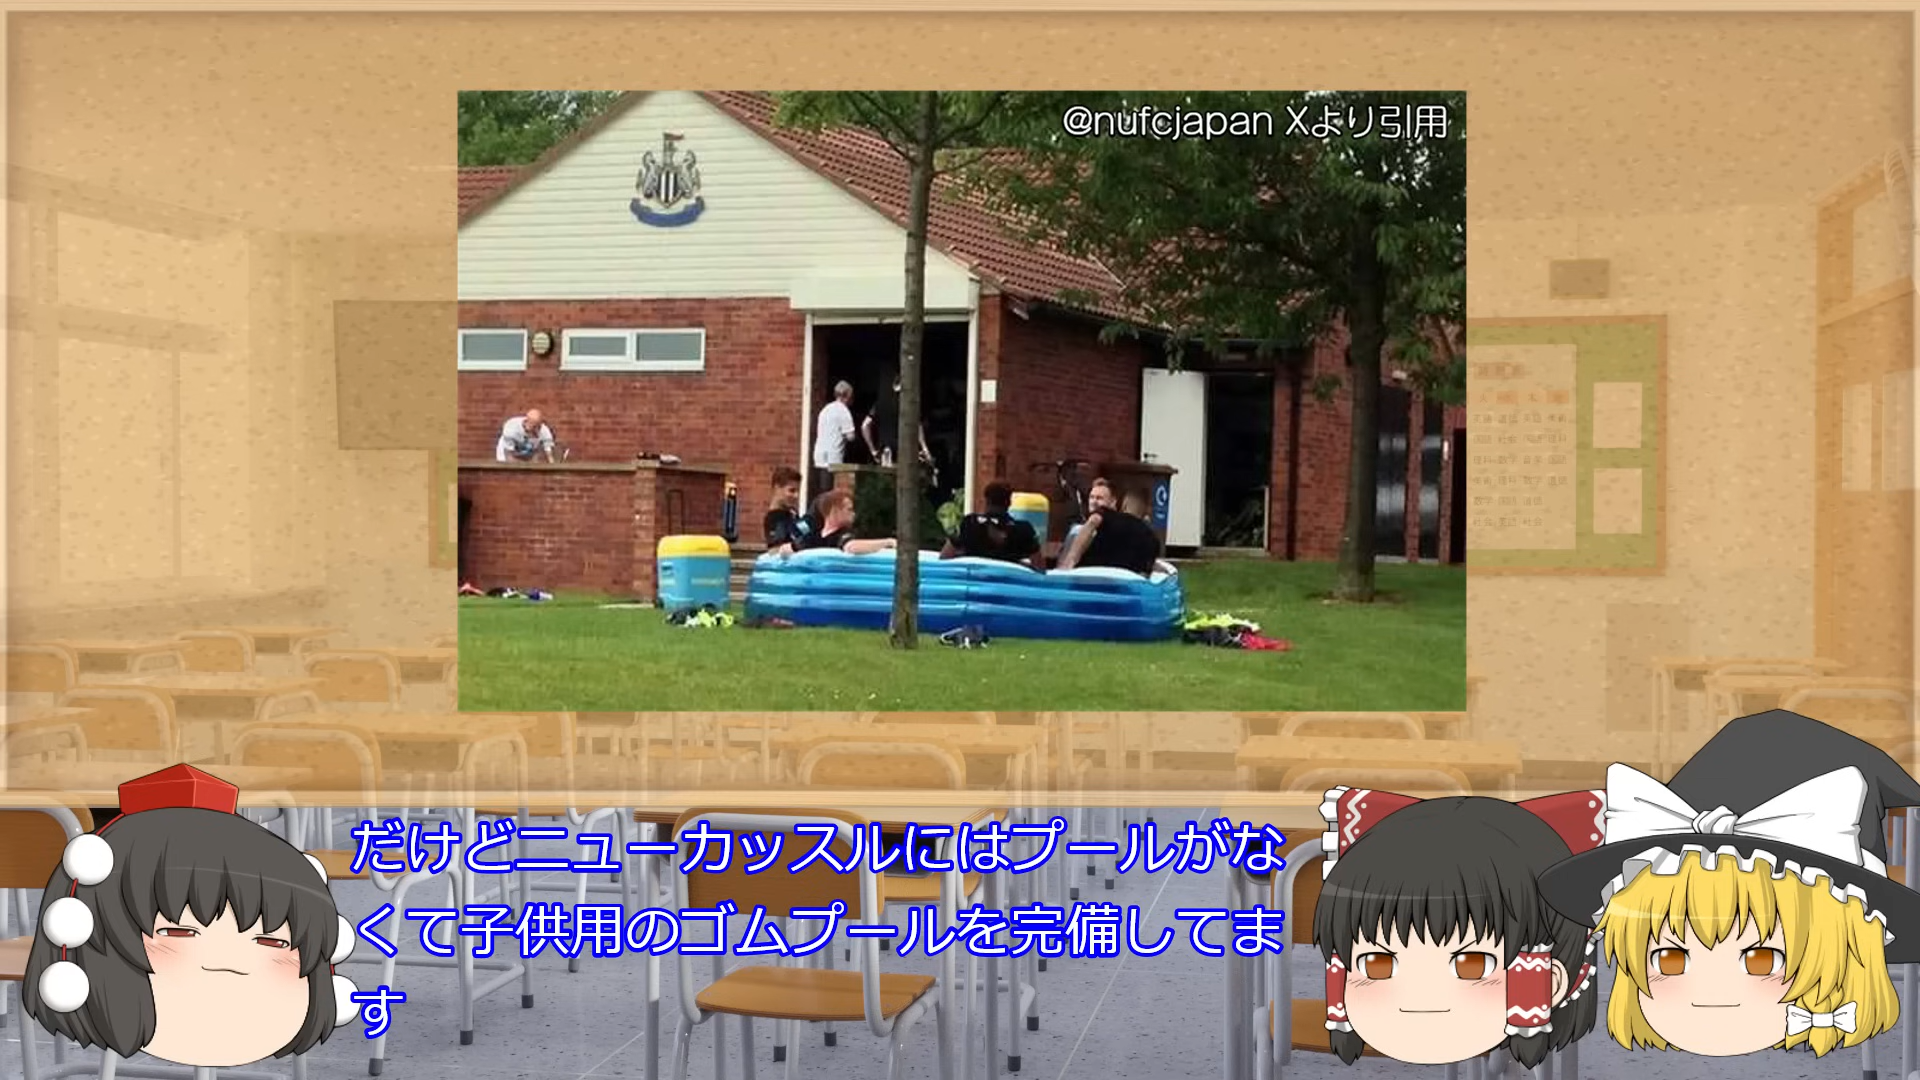 @nufcjapan Xより引用
だけどニューカッスルにはプールがな
くて子供用のゴムプールを完備してま
す